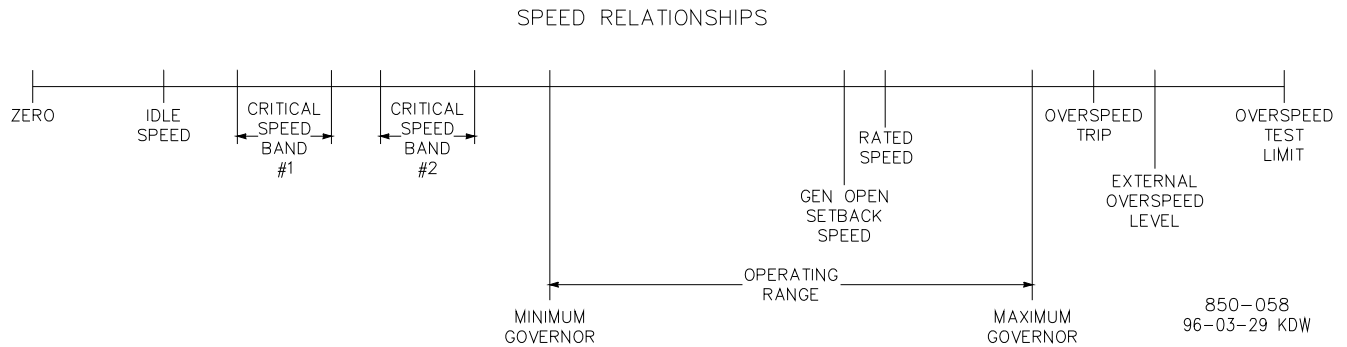 SPEED RELATIONSHIPS
ZERO
IDLE
SPEED
CRITICAL
SPEED
BAND
#1
CRITICAL
SPEED
BAND
#2
MINIMUM
GOVERNOR
OPERATING
RANGE
GEN OPEN
SETBACK
SPEED
RATED
SPEED
MAXIMUM
GOVERNOR
OVERSPEED
TRIP
EXTERNAL
OVERSPEED
LEVEL
OVERSPEED
TEST
LIMIT
850-058
96-03-29 KDW